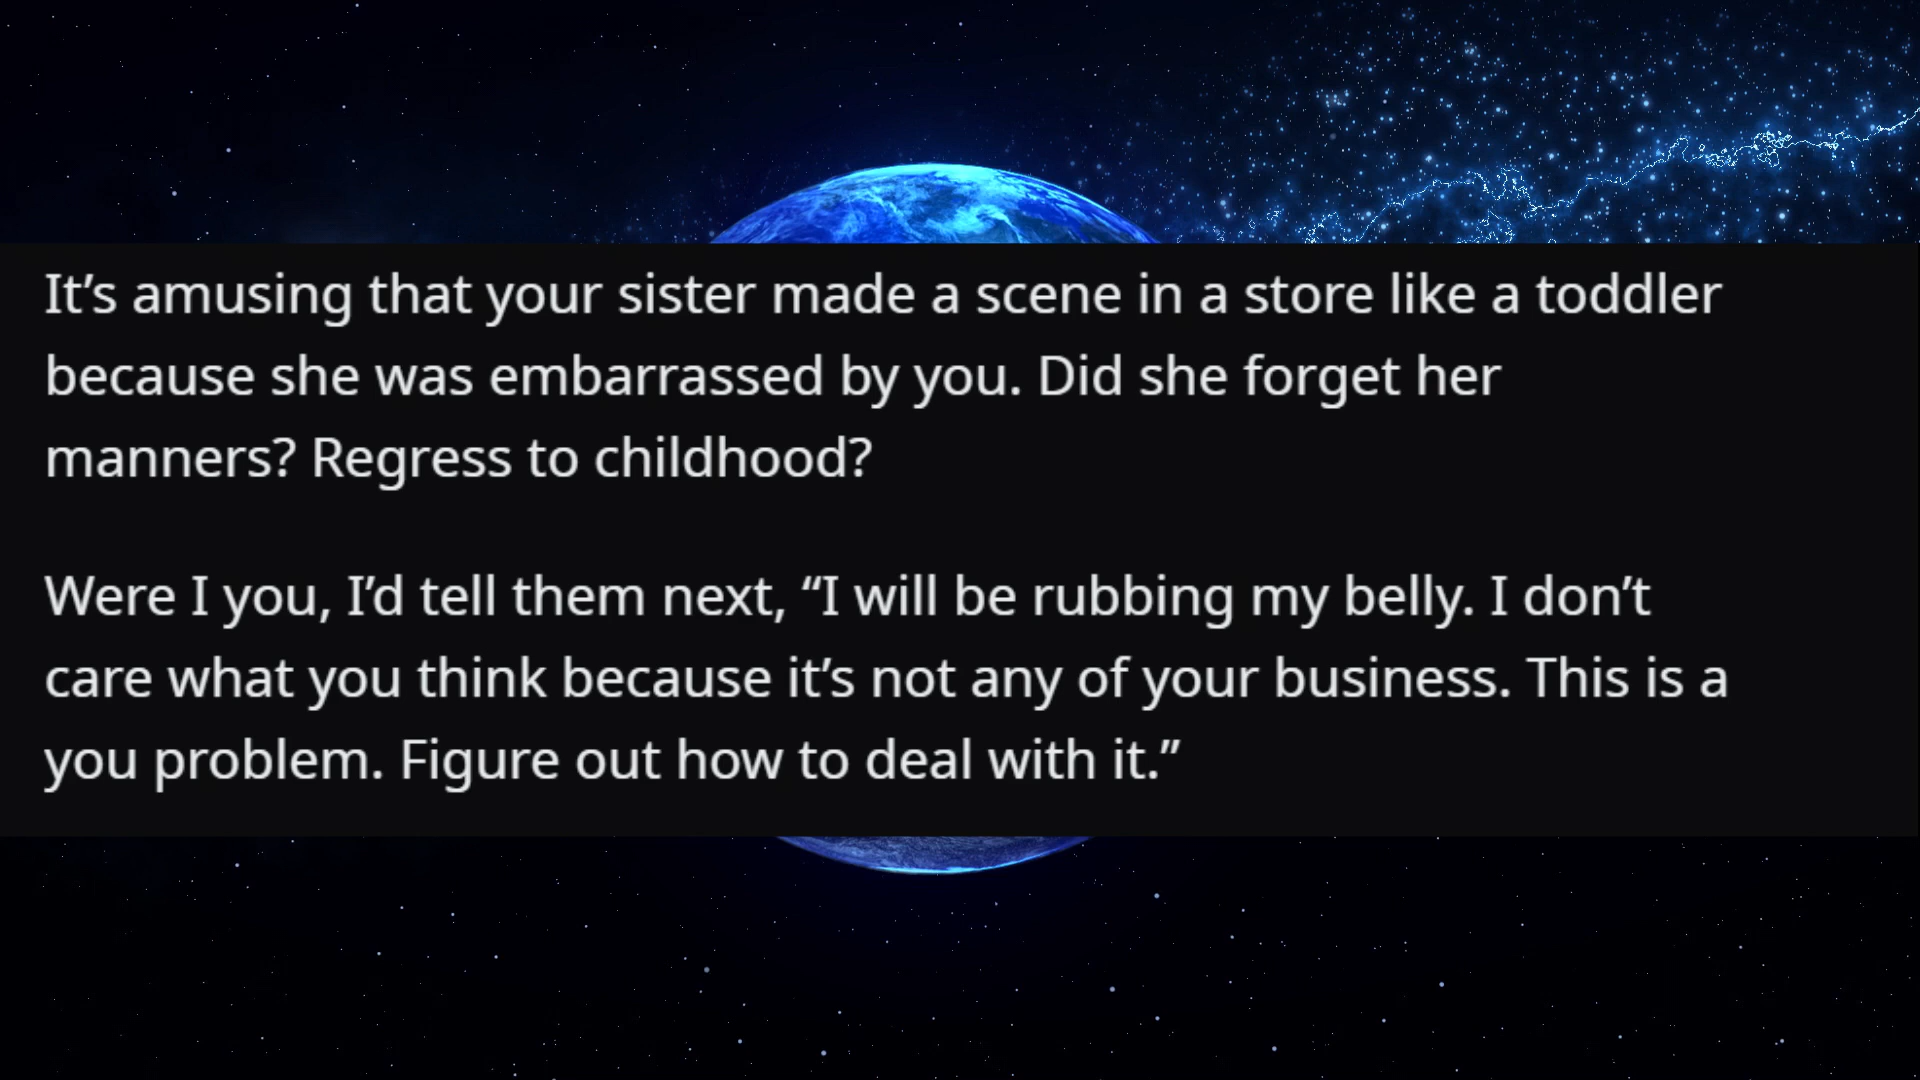 It’s amusing that your sister made a scene in a store like a toddler
because she was embarrassed by you. Did she forget her
manners? Regress to childhood?
Were I you, I’d tell them next, “I will be rubbing my belly. I don’t
care what you think because it’s not any of your business. This is a
you problem. Figure out how to deal with it.”